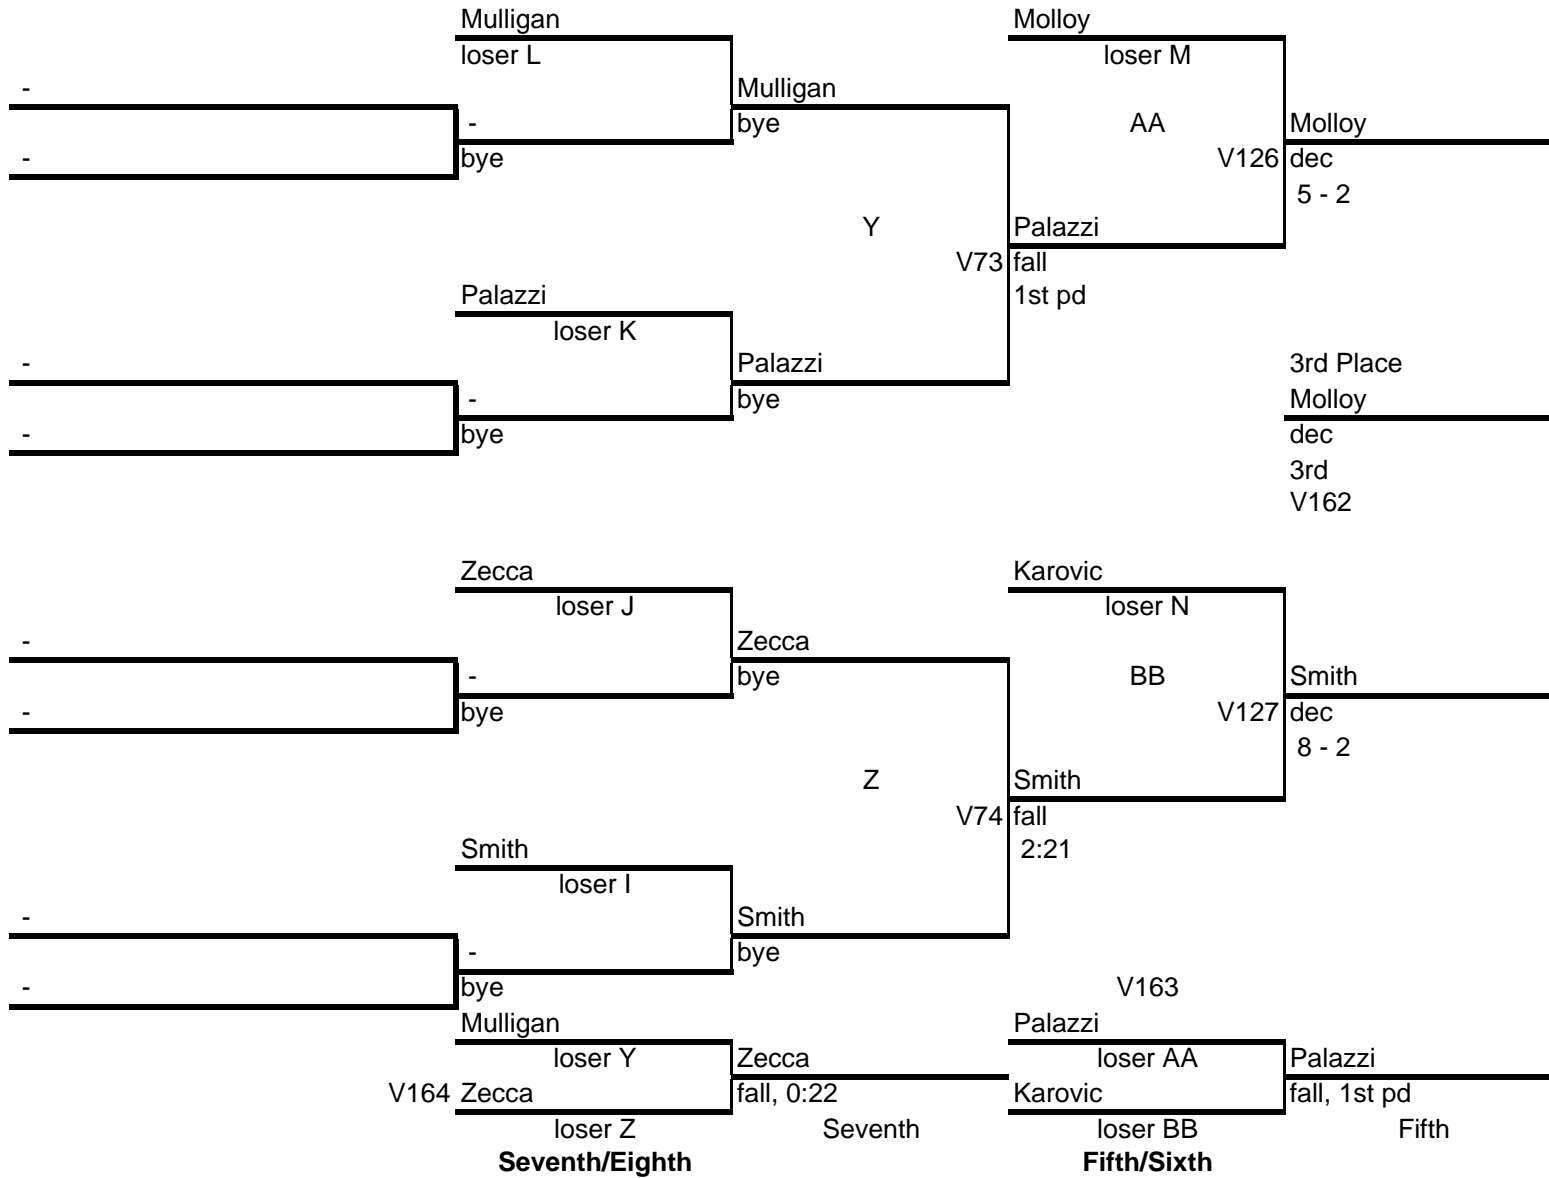 Mulligan Molloy
loser L loser M
- Mulligan
- bye AA Molloy
- bye V126 dec
5 - 2
Y Palazzi
V73 fall
Palazzi 1st pd
loser K
- Palazzi 3rd Place
- bye Molloy
- bye dec
3rd
V162
Zecca Karovic
loser J loser N
- Zecca
- bye BB Smith
- bye V127 dec
8 - 2
Z Smith
V74 fall
Smith 2:21
loser I
- Smith
- bye
- bye V163
Mulligan Palazzi
loser Y Zecca loser AA Palazzi
V164 Zecca fall, 0:22 Karovic fall, 1st pd
loser Z Seventh loser BB Fifth
Seventh/Eighth Fifth/Sixth